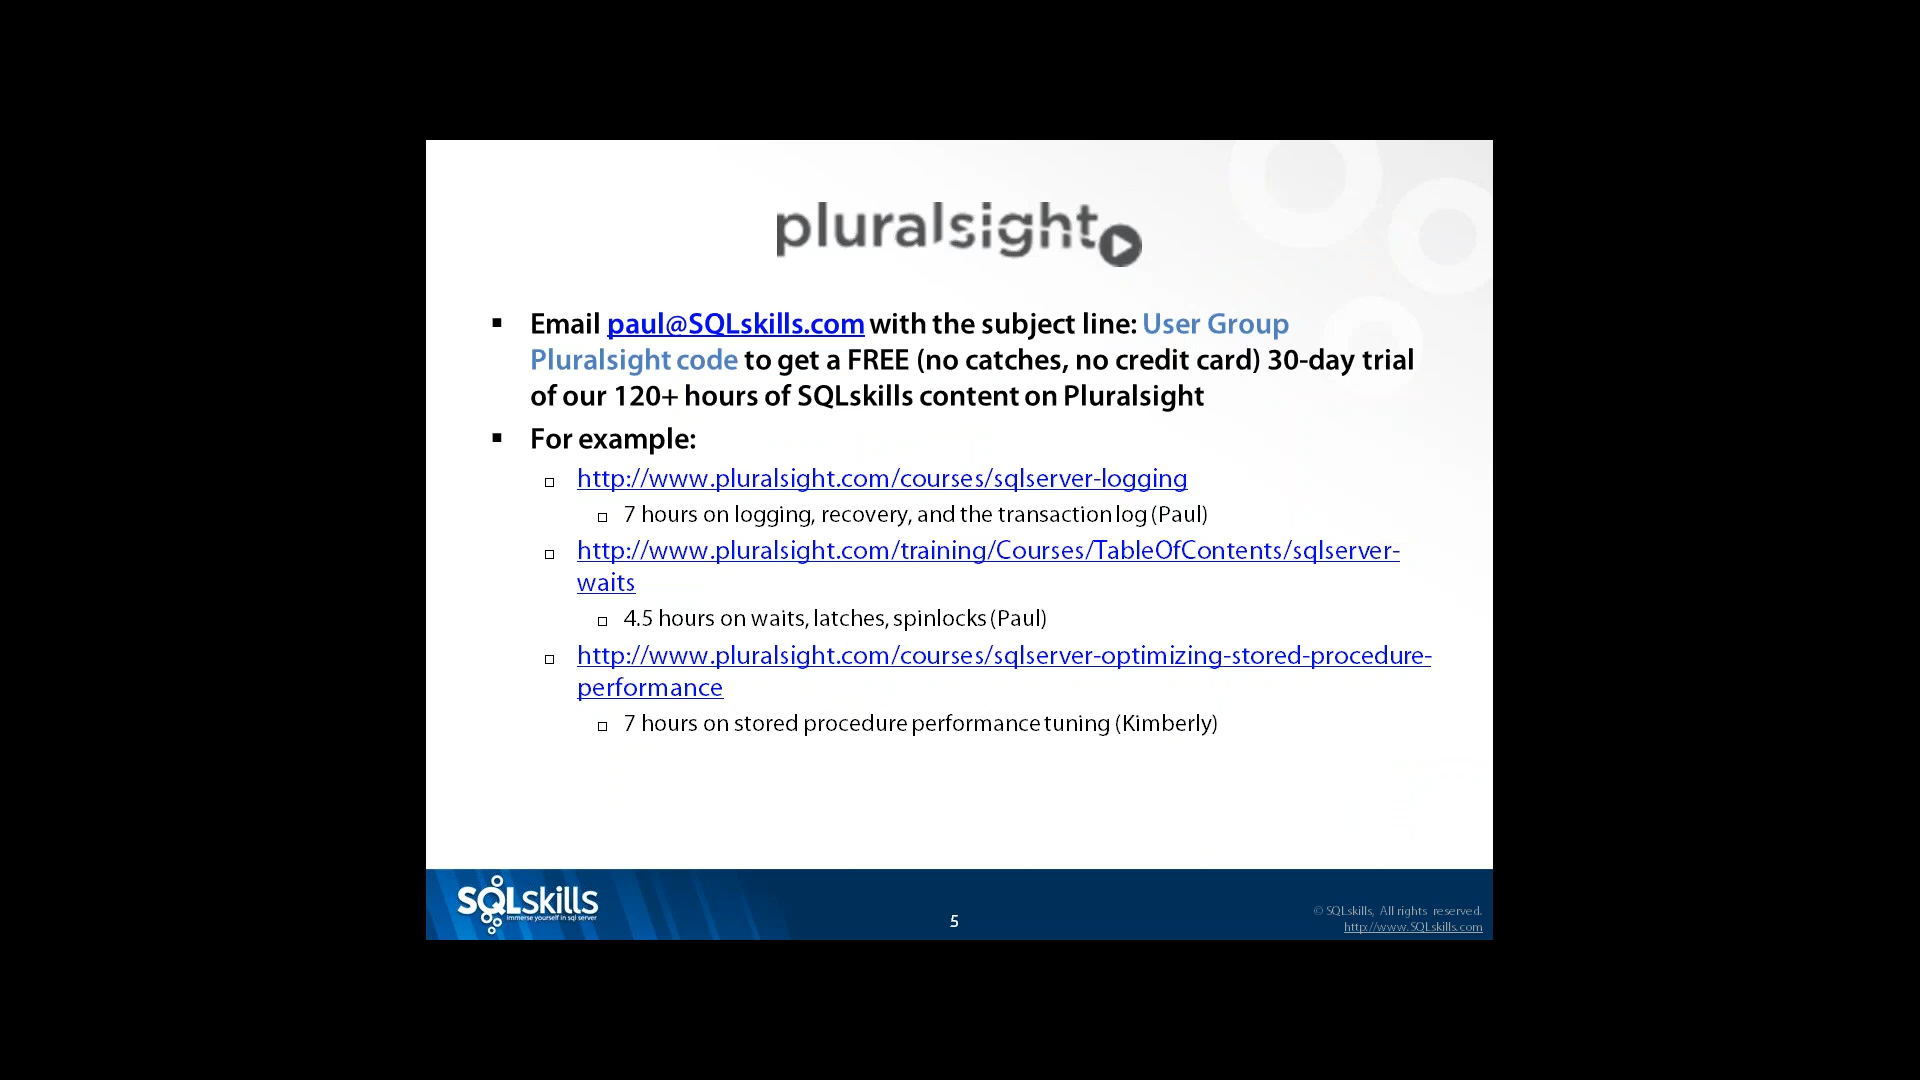 pluralsight
▪ Email paul@SQLskills.com with the subject line: User Group
Pluralsight code to get a FREE (no catches, no credit card) 30-day trial
of our 120+ hours of SQLskills content on Pluralsight
▪ For example:
□ http://www.pluralsight.com/courses/sqlserver-logging
□ 7 hours on logging, recovery, and the transaction log (Paul)
□ http://www.pluralsight.com/training/Courses/TableOfContents/sqlserver-
waits
□ 4.5 hours on waits, latches, spinlocks (Paul)
□ http://www.pluralsight.com/courses/sqlserver-optimizing-stored-procedure-
performance
□ 7 hours on stored procedure performance tuning (Kimberly)
SQLskills
immerse yourself in sql server
5
© SQLskills, All rights reserved.
http://www.SQLskills.com